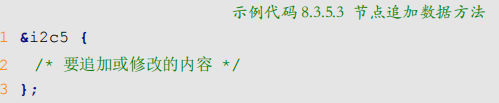 示例代码 8.3.5.3 节点追加数据方法
1 &i2c5 {
2 /* 要追加或修改的内容 */
3 };